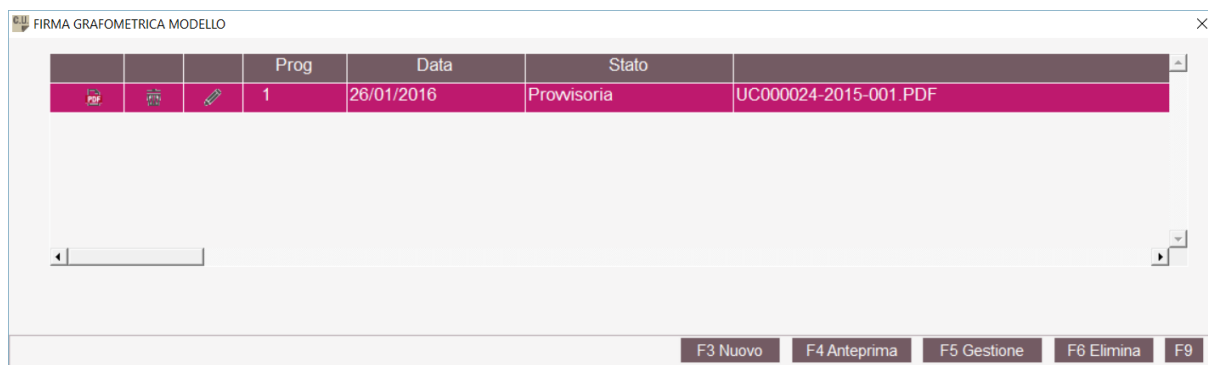 C.U. FIRMA GRAFOMETRICA MODELLO
Prog Data Stato
PDF 1 26/01/2016 Provvisoria UC000024-2015-001.PDF
F3 Nuovo F4 Anteprima F5 Gestione F6 Elimina F9